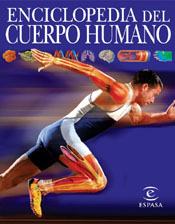 ENCICLOPEDIA DEL
CUERPO HUMANO
ESPASA